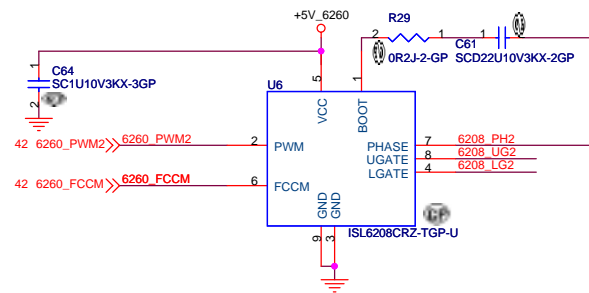 +5V_6260
R29
2
1
0R2J-2-GP
1
2
C61
SCD22U10V3KX-2GP
1
C64
SC1U10V3KX-3GP
2
U6
5
1
VCC
BOOT
42 6260_PWM2
6260_PWM2
2
PWM
PHASE
7
6208_PH2
UGATE
8
6208_UG2
LGATE
4
6208_LG2
42 6260_FCCM
6260_FCCM
6
FCCM
GND
GND
9
3
GP
ISL6208CRZ-TGP-U